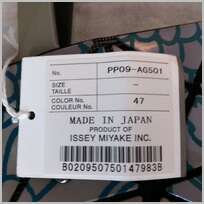 No. PP09-AG501
SIZE
TAILLE –
COLOR No.
COULEUR No. 47
MADE IN JAPAN
PRODUCT OF
ISSEY MIYAKE INC.
B020950750147983B